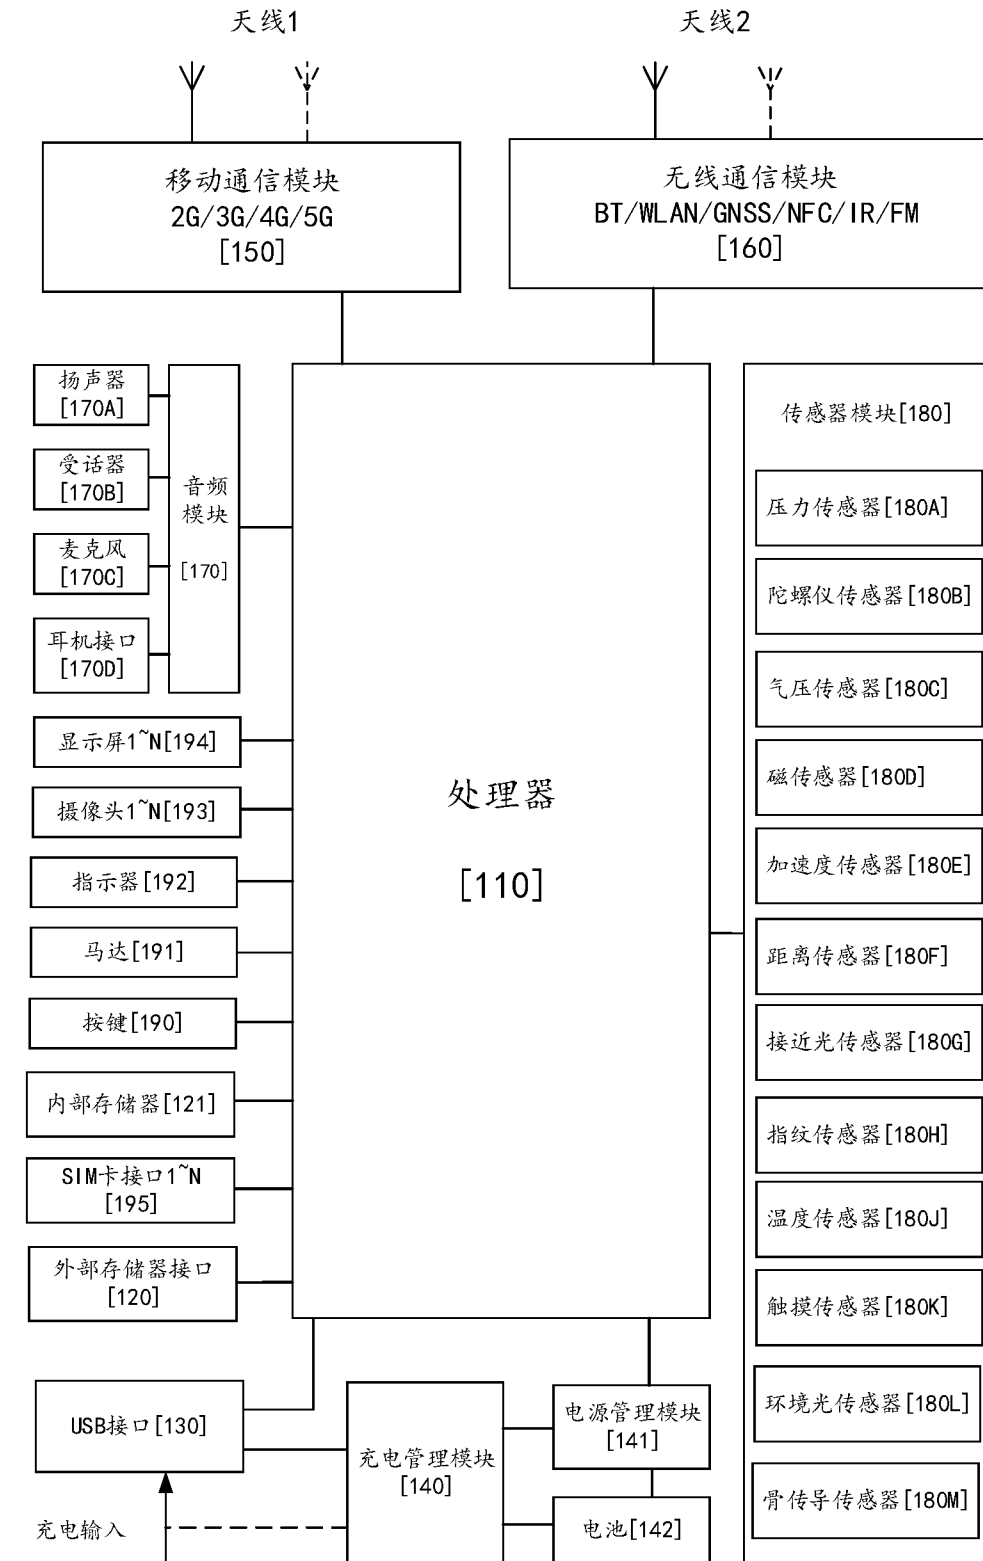 天线1
天线2
移动通信模块
2G/3G/4G/5G
[150]
无线通信模块
BT/WLAN/GNSS/NFC/IR/FM
[160]
扬声器
[170A]
受话器
[170B]
麦克风
[170C]
耳机接口
[170D]
音频
模块
[170]
显示屏1~N[194]
摄像头1~N[193]
指示器[192]
马达[191]
按键[190]
内部存储器[121]
SIM卡接口1~N
[195]
外部存储器接口
[120]
处理器
[110]
传感器模块[180]
压力传感器[180A]
陀螺仪传感器[180B]
气压传感器[180C]
磁传感器[180D]
加速度传感器[180E]
距离传感器[180F]
接近光传感器[180G]
指纹传感器[180H]
温度传感器[180J]
触摸传感器[180K]
环境光传感器[180L]
骨传导传感器[180M]
USB接口[130]
充电管理模块
[140]
电源管理模块
[141]
电池[142]
充电输入